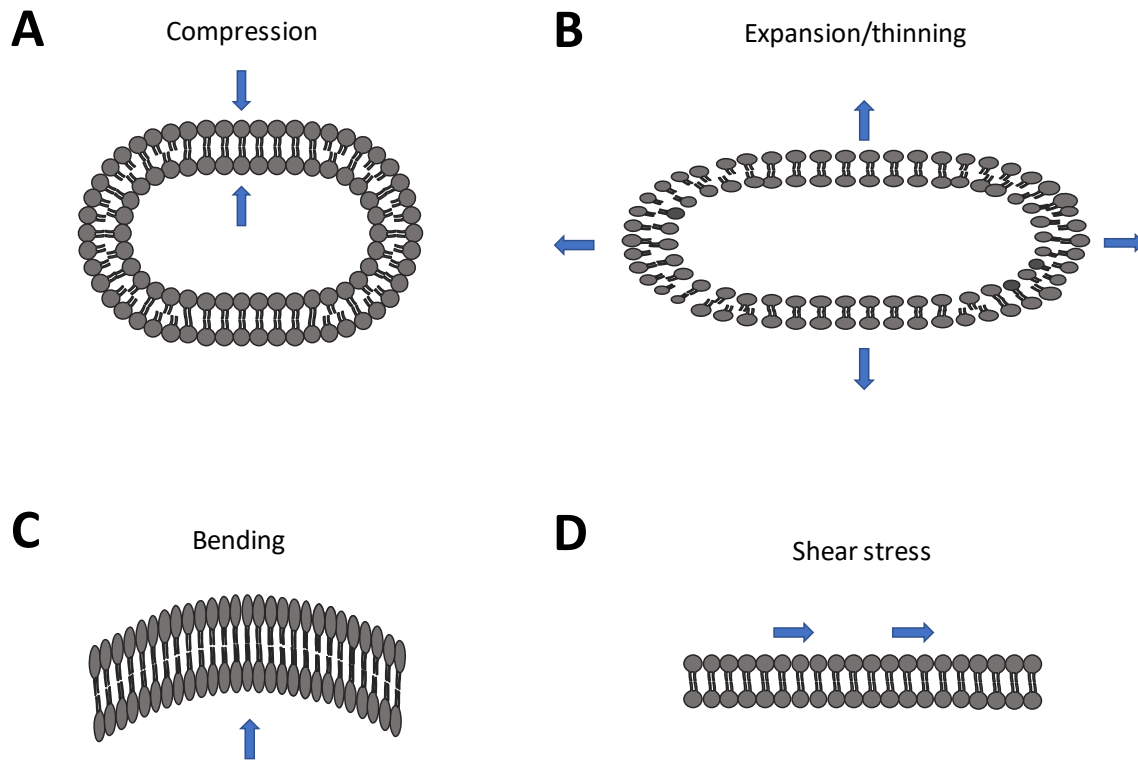 A
Compression
B
Expansion/thinning
C
Bending
D
Shear stress